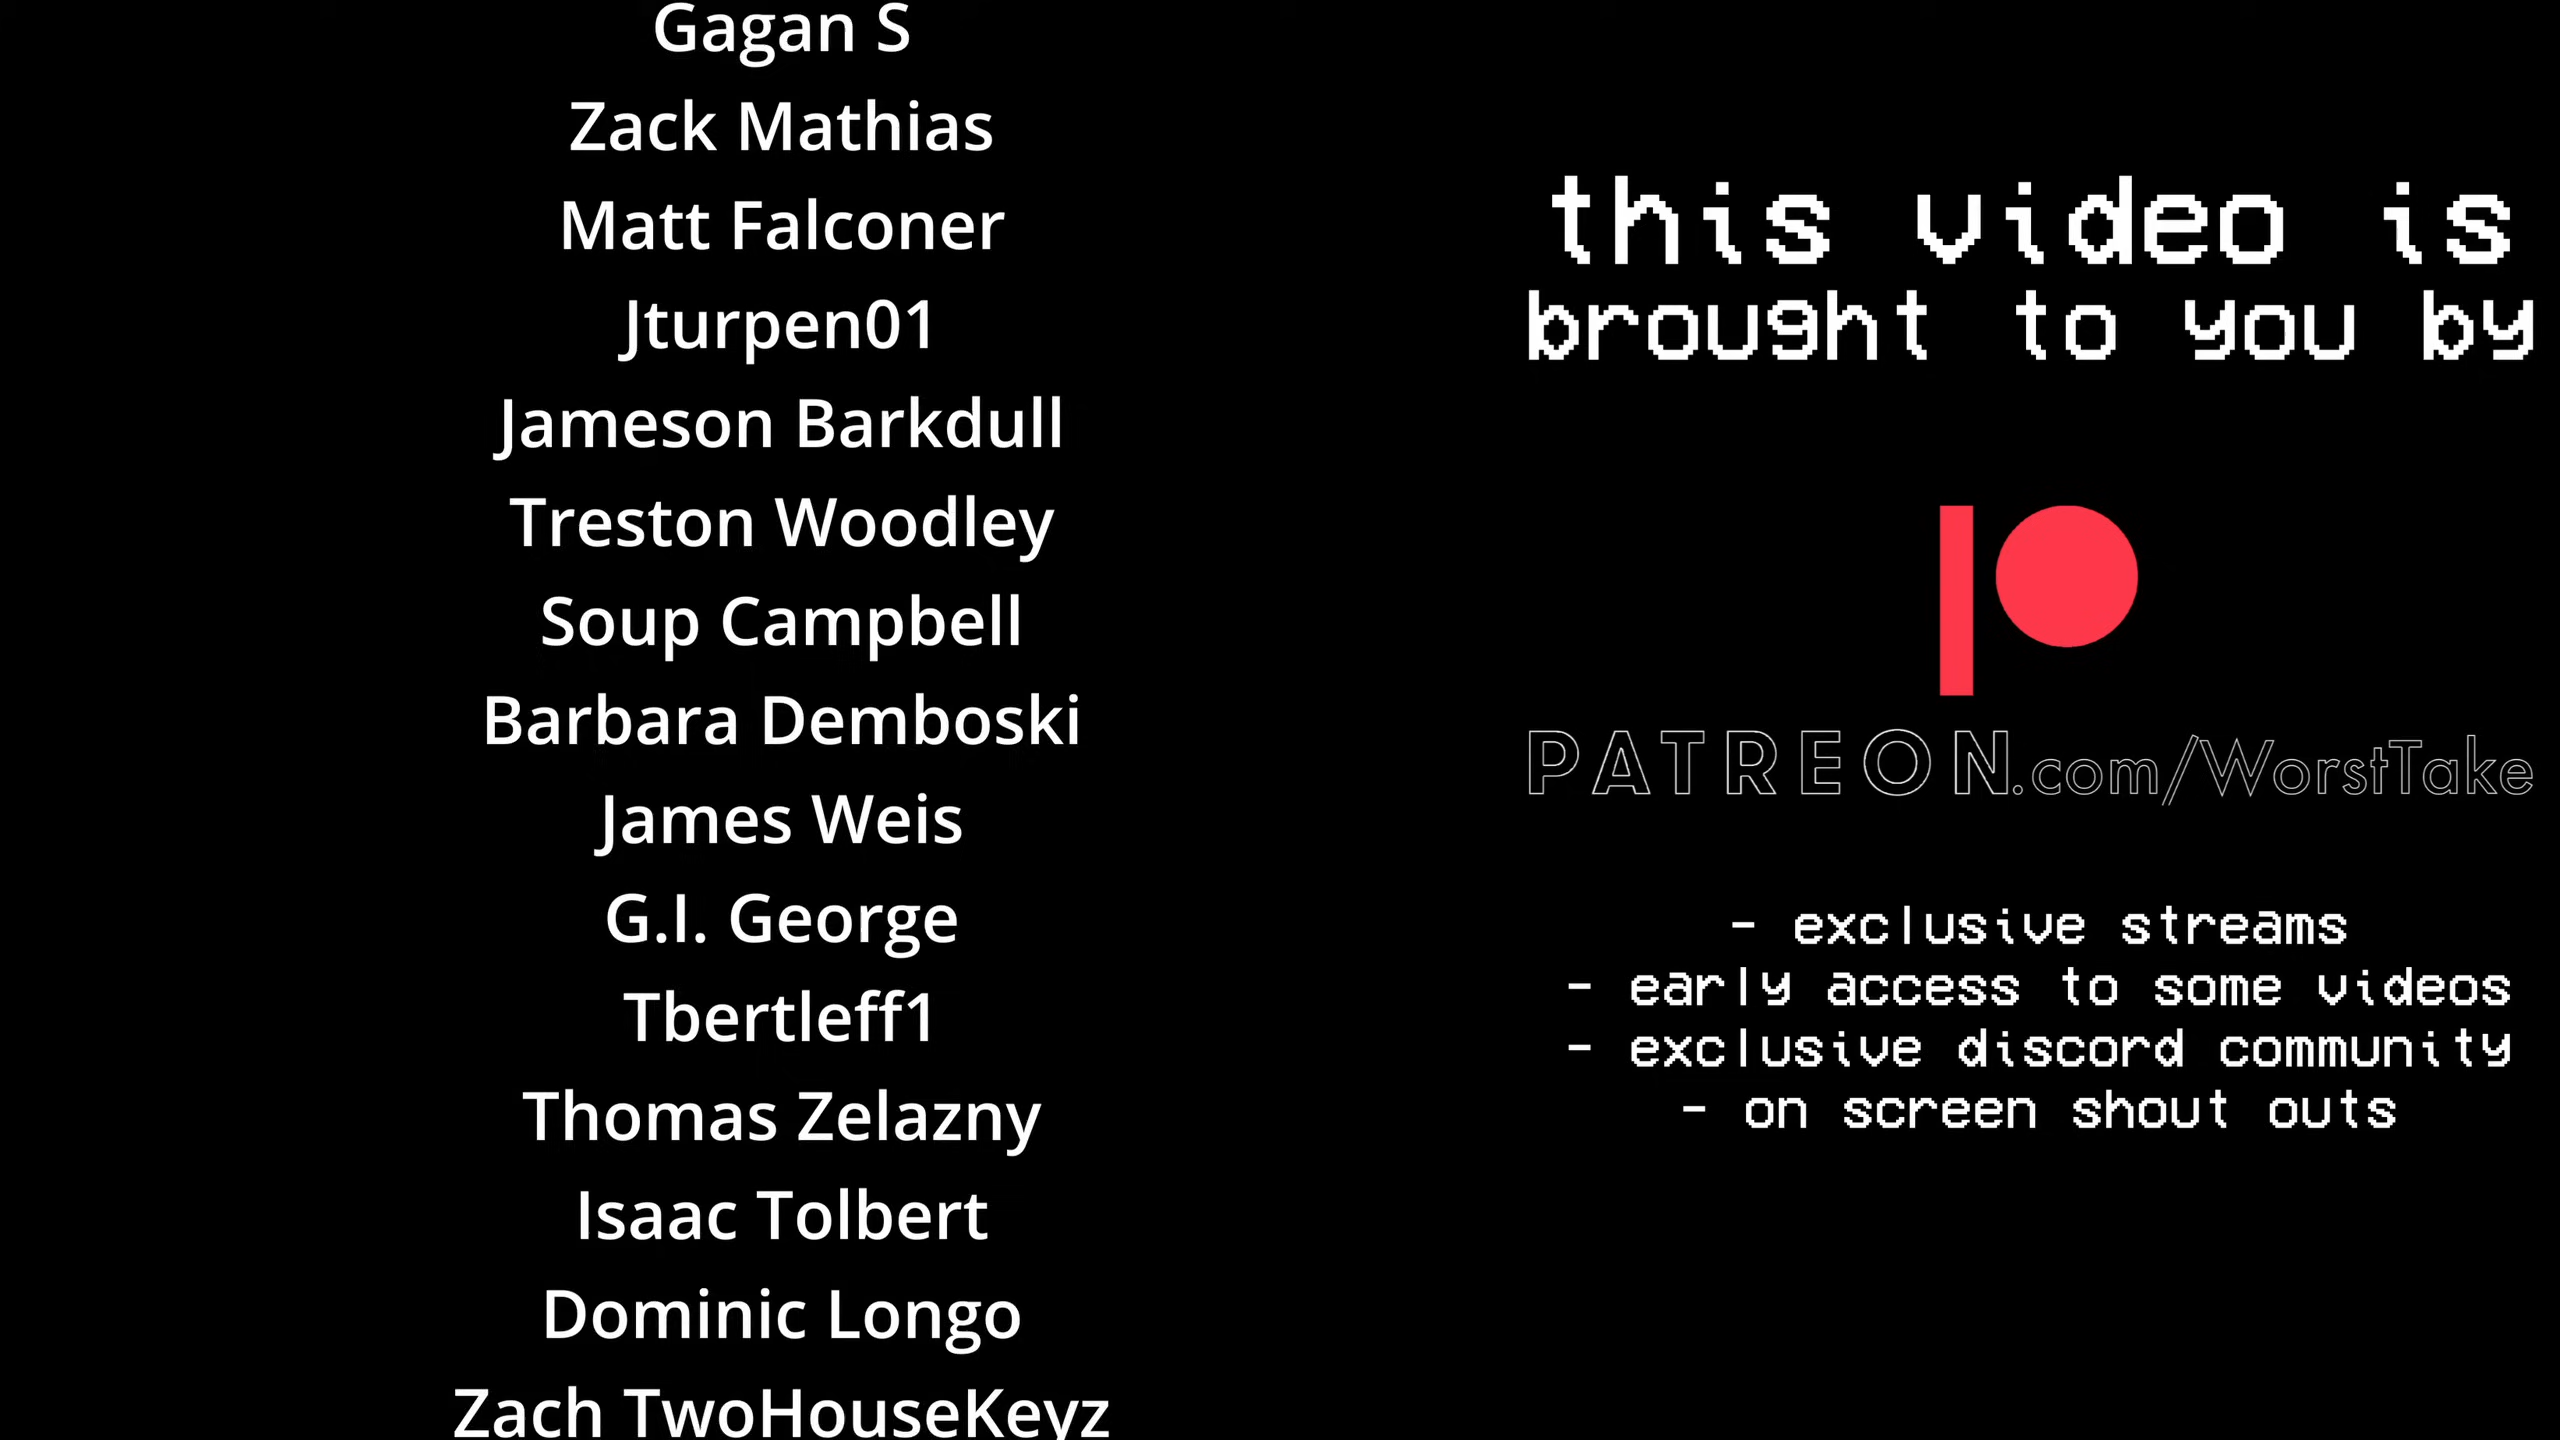 Gagan S
Zack Mathias
Matt Falconer
Jturpen01
Jameson Barkdull
Treston Woodley
Soup Campbell
Barbara Demboski
James Weis
G.I. George
Tbertleff1
Thomas Zelazny
Isaac Tolbert
Dominic Longo
Zach TwoHouseKeyz
this video is
brought to you by
PATREON.com/WorstTake
- exclusive streams
- early access to some videos
- exclusive discord community
- on screen shout outs